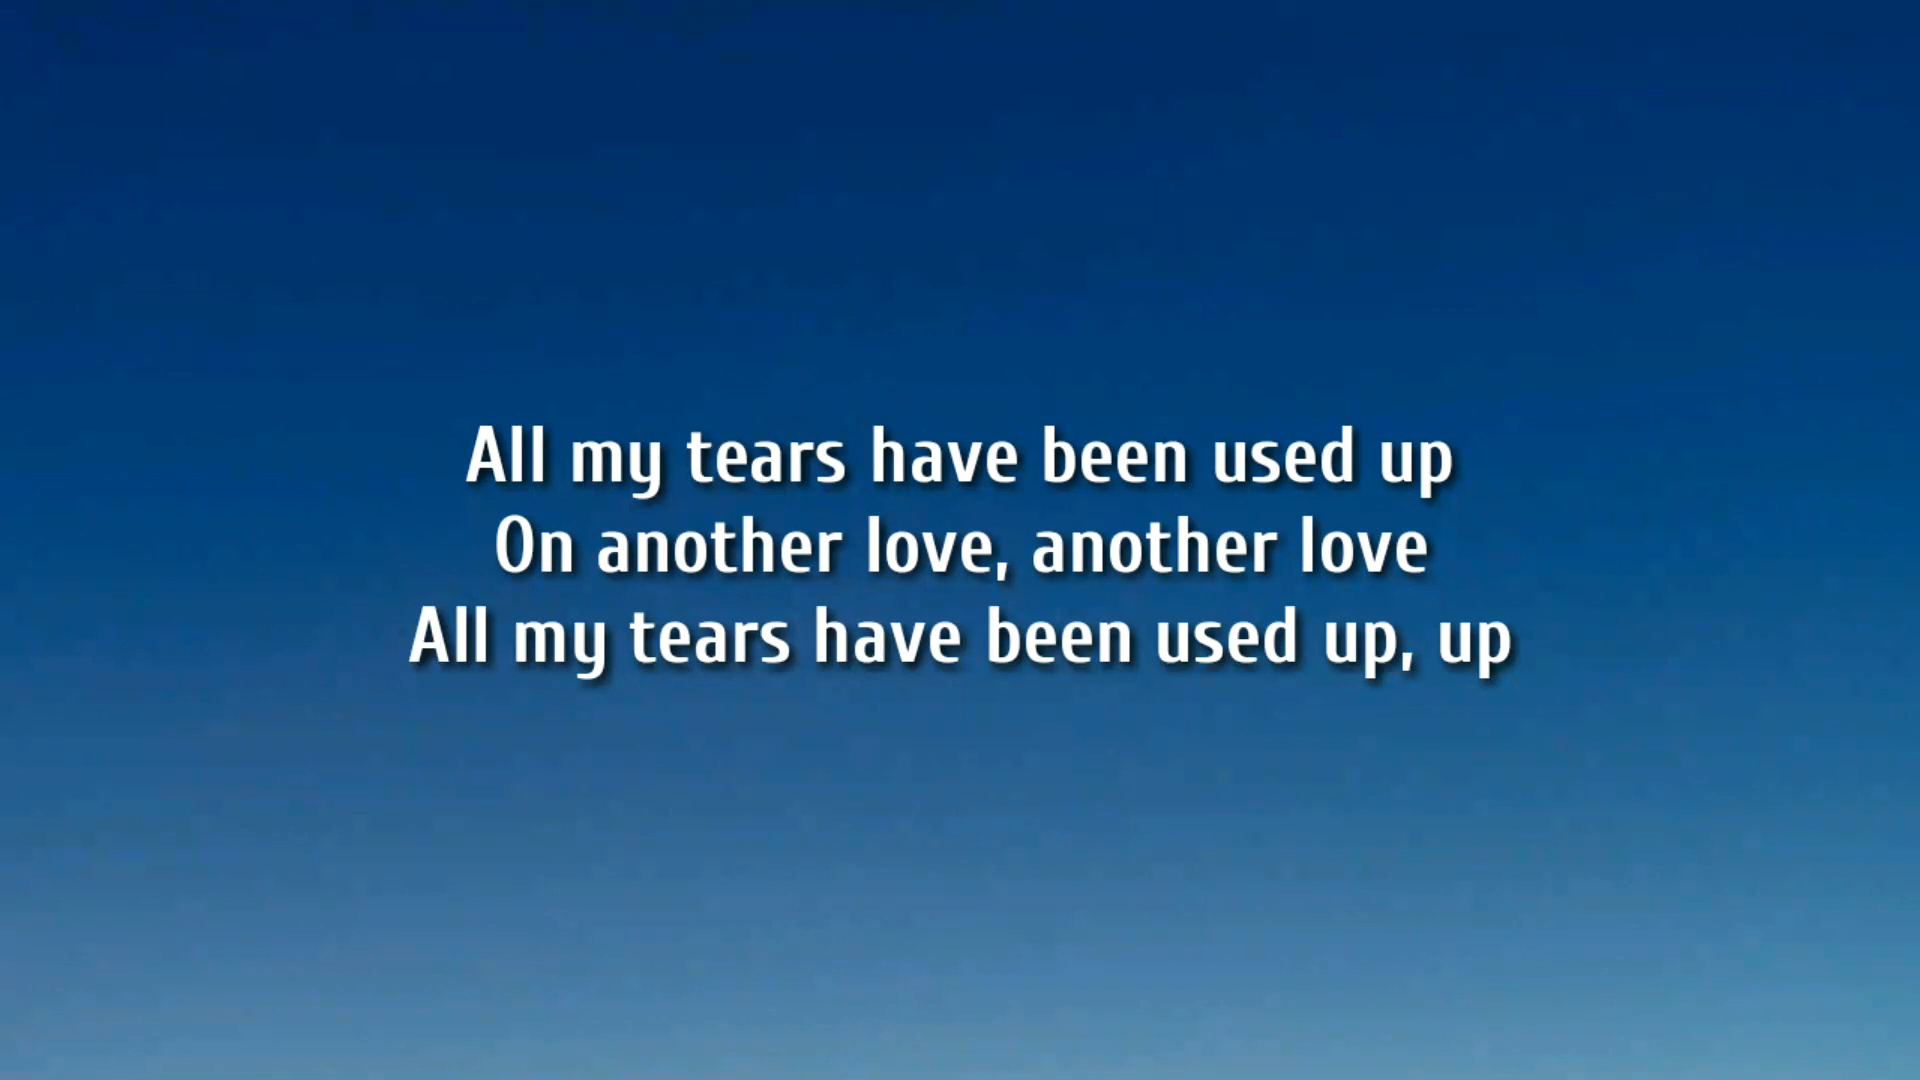 All my tears have been used up
On another love, another love
All my tears have been used up, up